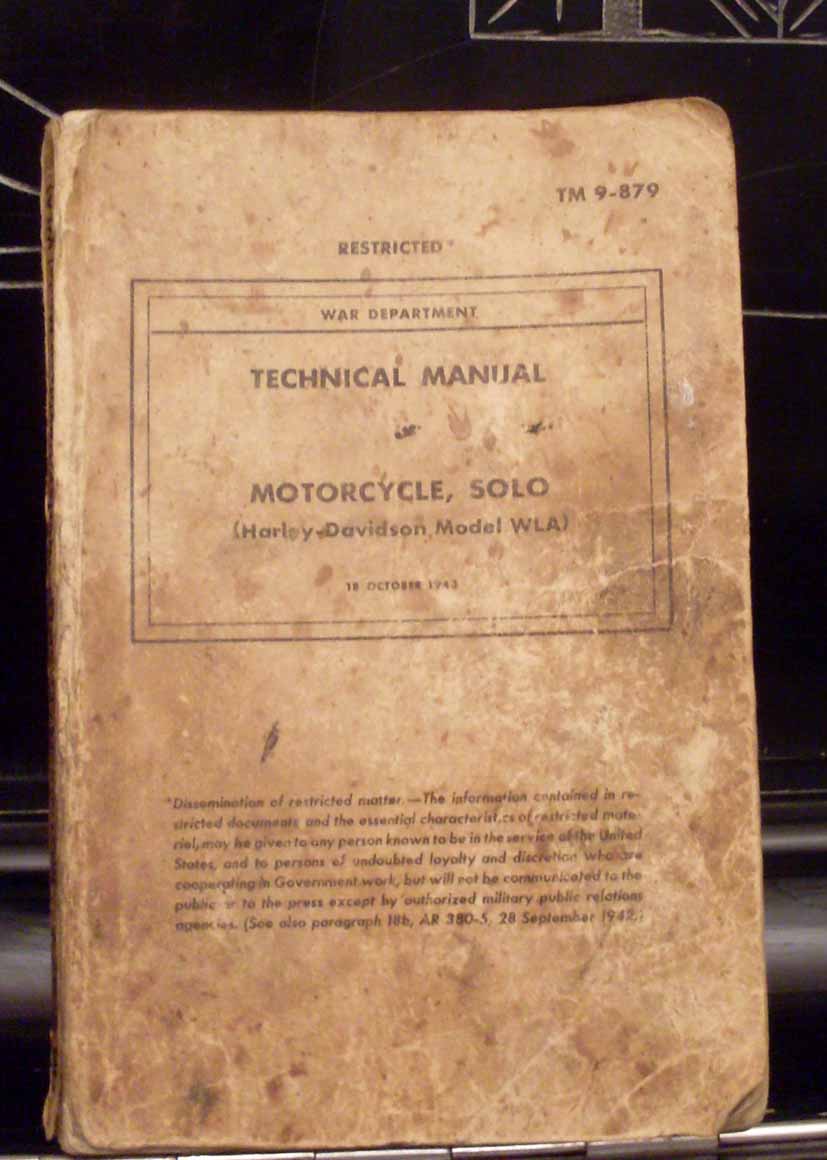 TM 9-879
RESTRICTED*
WAR DEPARTMENT
TECHNICAL MANUAL
MOTORCYCLE, SOLO
(Harley-Davidson Model WLA)
18 OCTOBER 1943
*Dissemination of restricted matter.—The information contained in re-
stricted documents and the essential characteristics of restricted mate-
riel, may be given to any person known to be in the service of the United
States, and to persons of undoubted loyalty and discretion who are
cooperating in Government work, but will not be communicated to the
public or to the press except by authorized military public relations
agencies. (See also paragraph 18b, AR 380-5, 28 September 1942.)